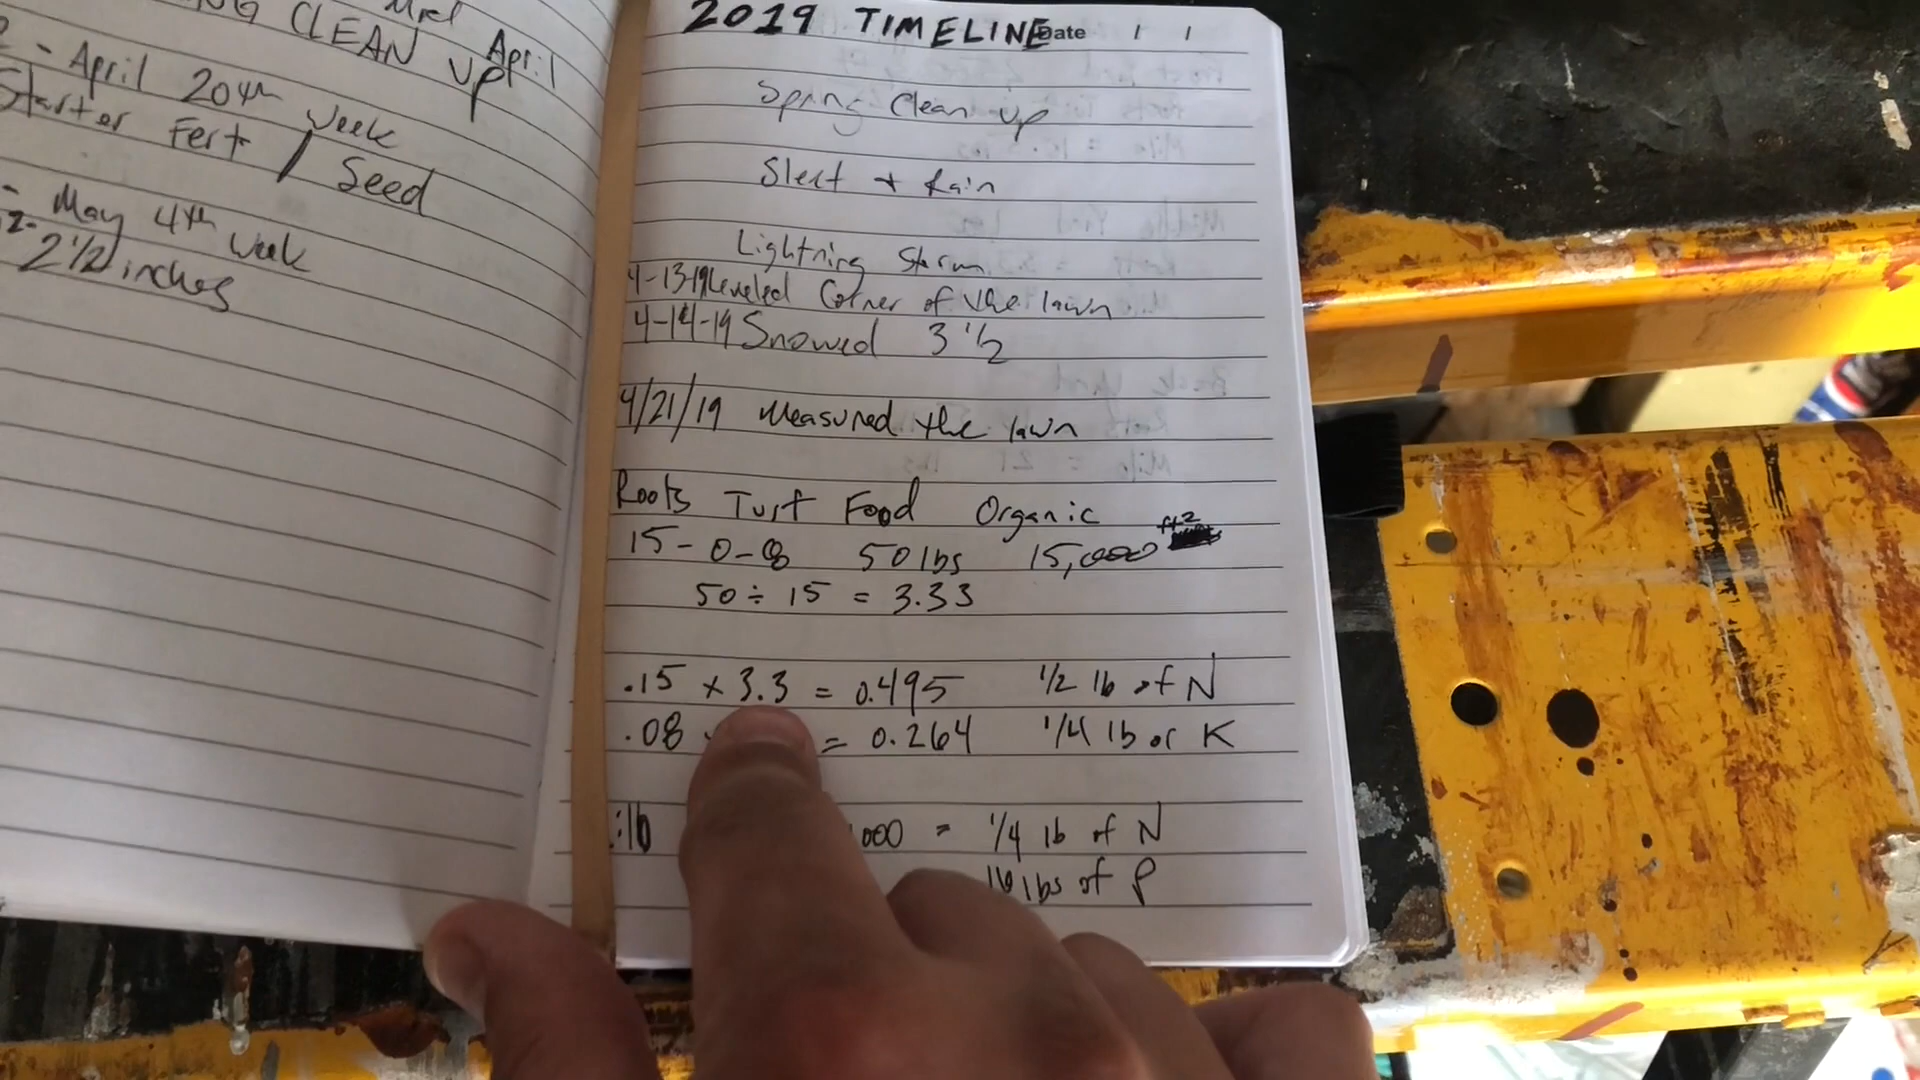 CLEAN UP
April
- April 20th week
Starter Fert / Seed
- May 4th week
2 1/2 inches
2019 TIMELINE Date / /
Spring Clean up
Sleet + Rain
Lightning Storm
4-13-19 Leveled Corner of the lawn
4-14-19 Snowed 3 1/2
4/21/19 Measured the lawn
Roots Turf Food Organic
15-0-8 50 lbs 15,000 ft2
50 ÷ 15 = 3.33
.15 x 3.3 = 0.495 1/2 lb of N
.08 = 0.264 1/4 lb of K
000 = 1/4 lb of N
lbs of P